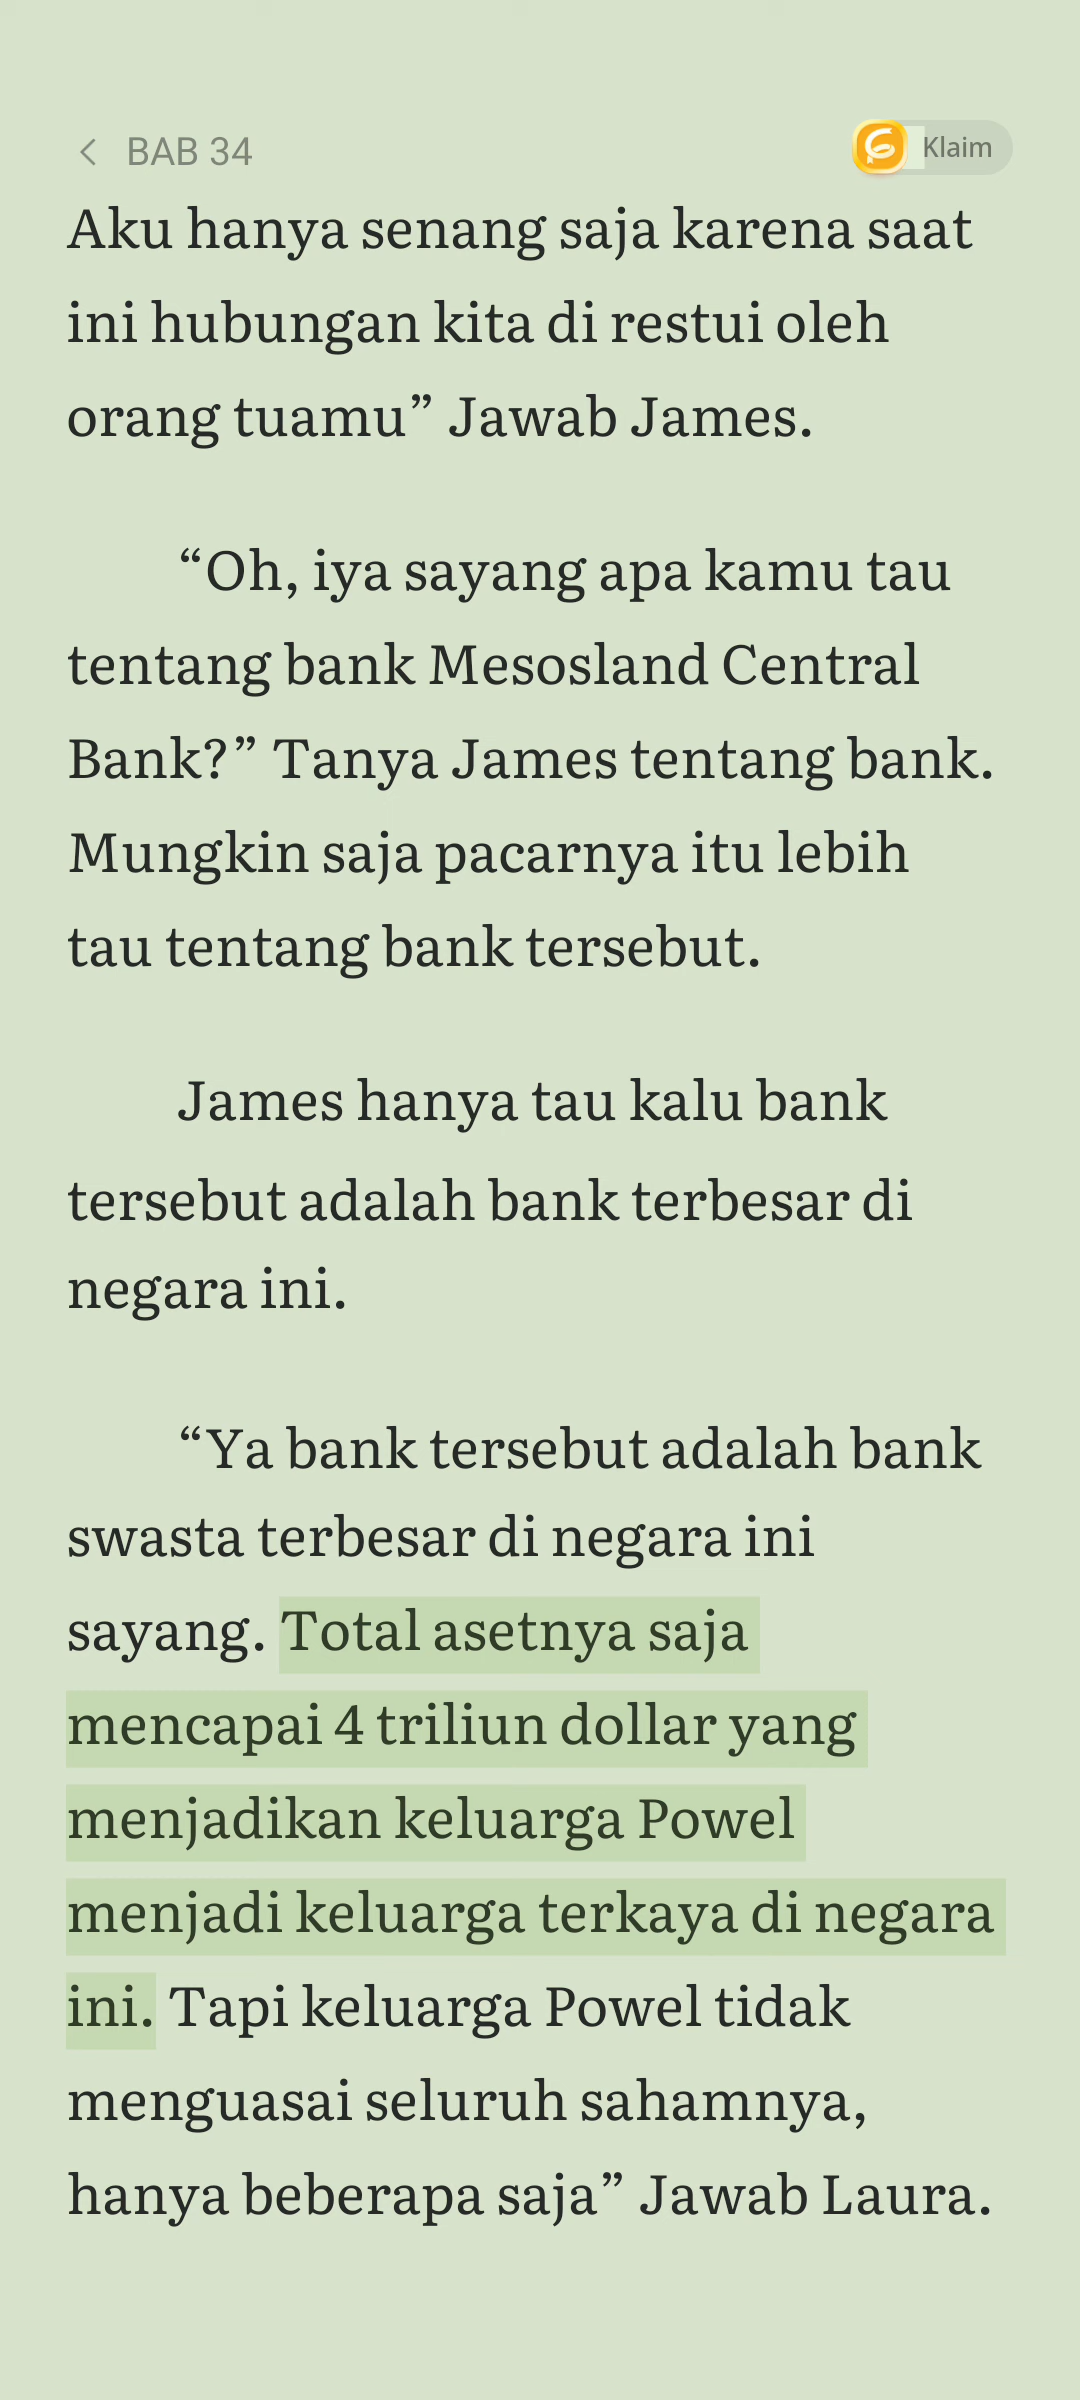 BAB 34
Klaim
Aku hanya senang saja karena saat
ini hubungan kita di restui oleh
orang tuamu” Jawab James.
“Oh, iya sayang apa kamu tau
tentang bank Mesosland Central
Bank?” Tanya James tentang bank.
Mungkin saja pacarnya itu lebih
tau tentang bank tersebut.
James hanya tau kalu bank
tersebut adalah bank terbesar di
negara ini.
“Ya bank tersebut adalah bank
swasta terbesar di negara ini
sayang. Total asetnya saja
mencapai 4 triliun dollar yang
menjadikan keluarga Powel
menjadi keluarga terkaya di negara
ini. Tapi keluarga Powel tidak
menguasai seluruh sahamnya,
hanya beberapa saja” Jawab Laura.